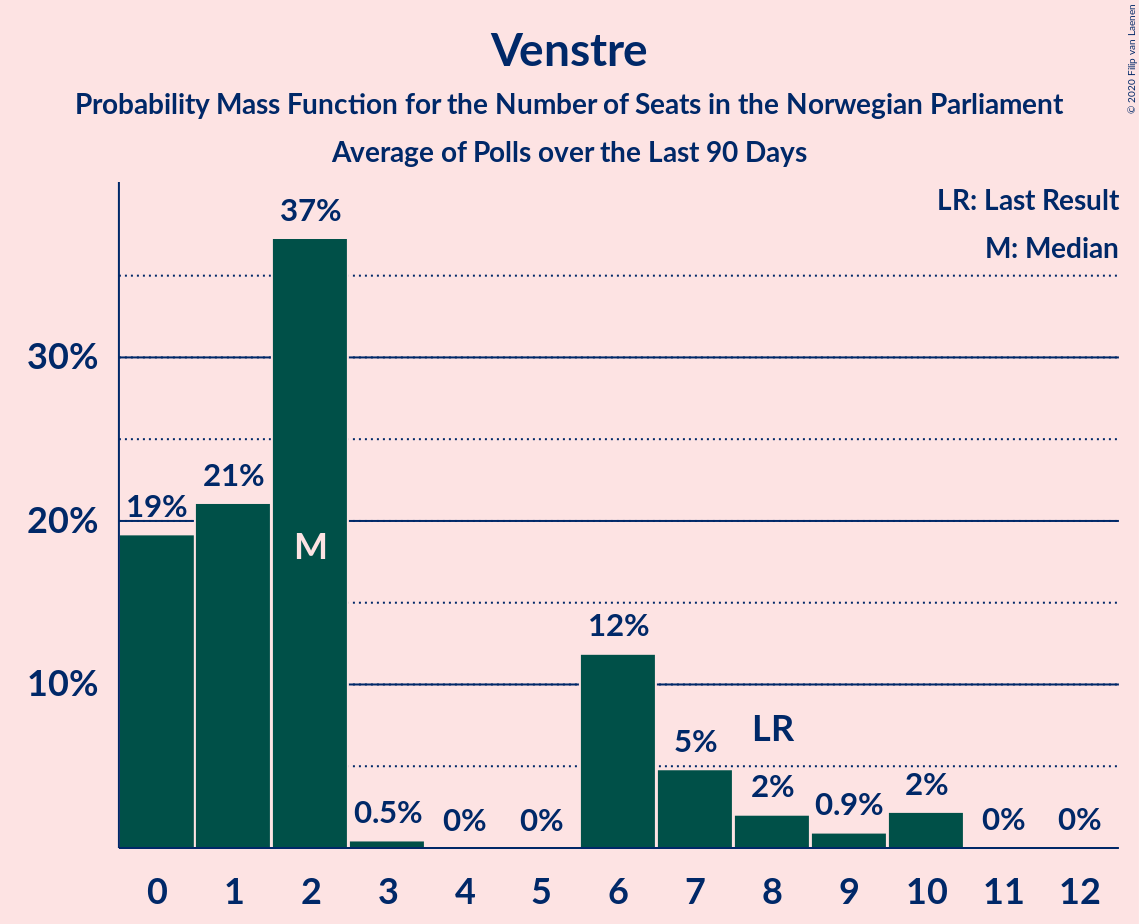 Venstre
Probability Mass Function for the Number of Seats in the Norwegian Parliament
Average of Polls over the Last 90 Days
© 2020 Filip van Laenen
LR: Last Result
M: Median
37%
30%
21%
19%
20%
M
12%
10%
LR
5%
2%
0.9%
2%
0.5%
0%
0%
0%
0%
0 1 2 3 4 5 6 7 8 9 10 11 12